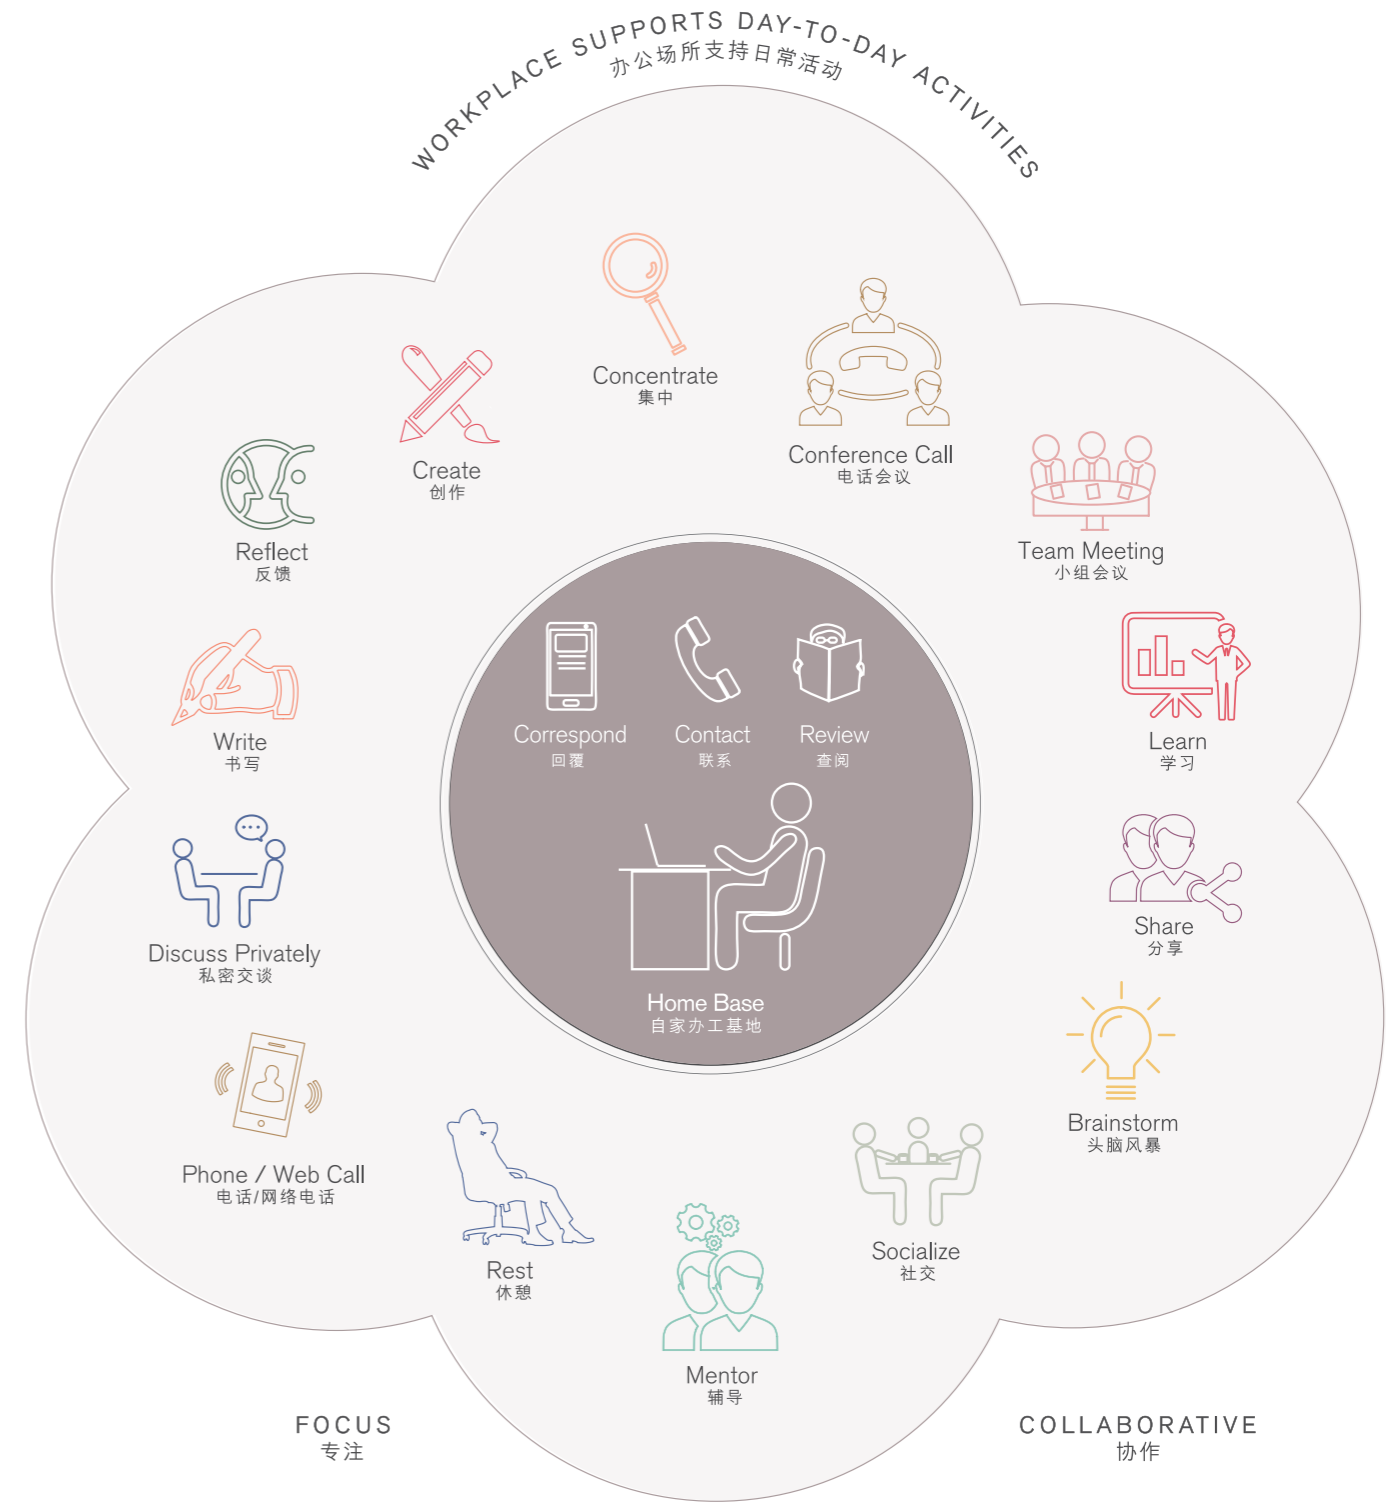 WORKPLACE SUPPORTS DAY-TO-DAY ACTIVITIES
办公场所支持日常活动
Concentrate
集中
Conference Call
电话会议
Create
创作
Team Meeting
小组会议
Reflect
反馈
Write
书写
Correspond
回覆
Contact
联系
Review
查阅
Learn
学习
Discuss Privately
私密交谈
Share
分享
Home Base
自家办工基地
Phone / Web Call
电话/网络电话
Brainstorm
头脑风暴
Rest
休憩
Socialize
社交
Mentor
辅导
FOCUS
专注
COLLABORATIVE
协作